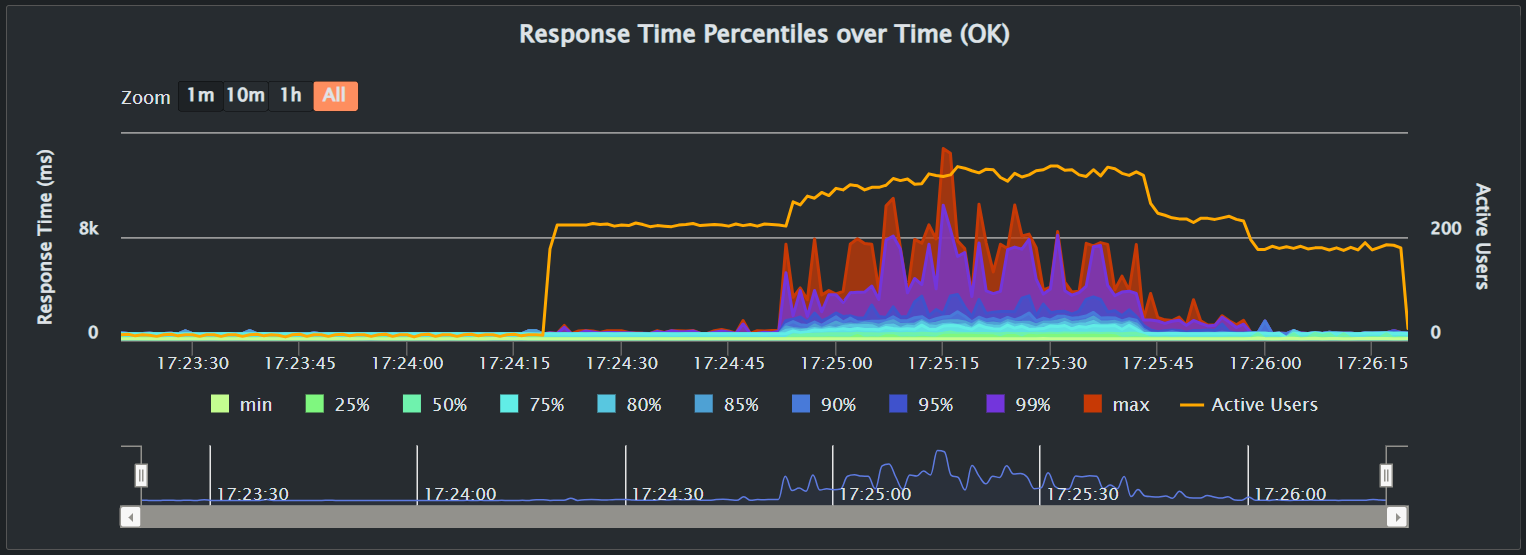 Response Time Percentiles over Time (OK)
Zoom 1m 10m 1h All
Response Time (ms)
8k
0
Active Users
200
0
17:23:30 17:23:45 17:24:00 17:24:15 17:24:30 17:24:45 17:25:00 17:25:15 17:25:30 17:25:45 17:26:00 17:26:15
min 25% 50% 75% 80% 85% 90% 95% 99% max Active Users
17:23:30 17:24:00 17:24:30 17:25:00 17:25:30 17:26:00